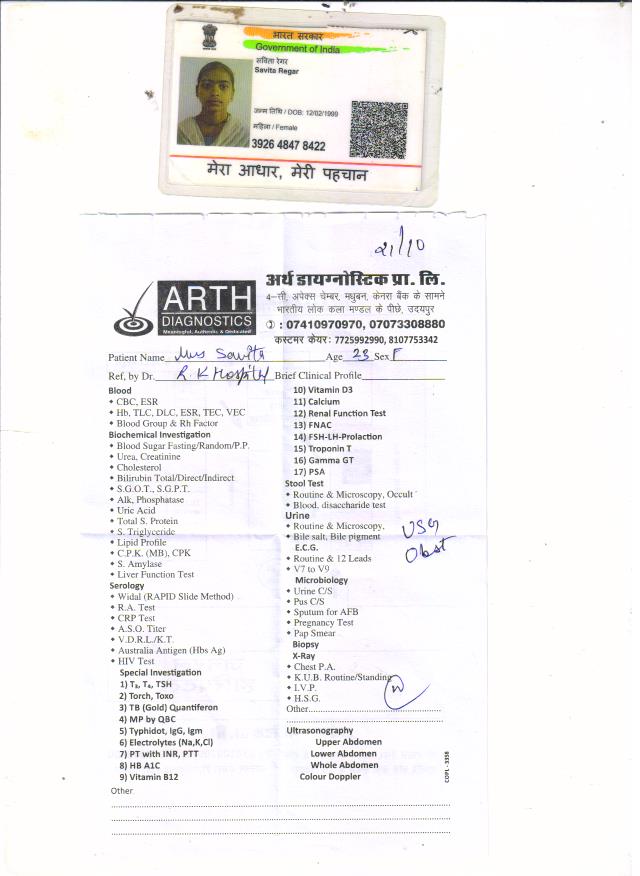 भारत सरकार
Government of India
सविता रेगर
Savita Regar
जन्म तिथि / DOB: 12/02/1999
महिला / Female
3926 4847 8422
मेरा आधार, मेरी पहचान
21/10
ARTH
DIAGNOSTICS
Meaningful, Authentic & Dedicated
अर्थ डायग्नोस्टिक प्रा. लि.
4-सी, अपेक्स चेम्बर, मधुबन, केनरा बैंक के सामने
भारतीय लोक कला मण्डल के पीछे, उदयपुर
: 07410970970, 07073308880
कस्टमर केयर: 7725992990, 8107753342
Patient Name Miss Savita Age 23 Sex F
Ref, by Dr. R.K Hospital Brief Clinical Profile
Blood
CBC, ESR
Hb, TLC, DLC, ESR, TEC, VEC
Blood Group & Rh Factor
Biochemical Investigation
Blood Sugar Fasting/Random/P.P.
Urea, Creatinine
Cholesterol
Bilirubin Total/Direct/Indirect
S.G.O.T., S.G.P.T.
Alk, Phosphatase
Uric Acid
Total S. Protein
S. Triglyceride
Lipid Profile
C.P.K. (MB), CPK
S. Amylase
Liver Function Test
Serology
Widal (RAPID Slide Method)
R.A. Test
CRP Test
A.S.O. Titer
V.D.R.L./K.T.
Australia Antigen (Hbs Ag)
HIV Test
Special Investigation
1) T₃, T₄, TSH
2) Torch, Toxo
3) TB (Gold) Quantiferon
4) MP by QBC
5) Typhidot, IgG, Igm
6) Electrolytes (Na,K,Cl)
7) PT with INR, PTT
8) HB A1C
9) Vitamin B12
Other
10) Vitamin D3
11) Calcium
12) Renal Function Test
13) FNAC
14) FSH-LH-Prolaction
15) Troponin T
16) Gamma GT
17) PSA
Stool Test
Routine & Microscopy, Occult
Blood. disaccharide test
Urine
Routine & Microscopy,
Bile salt, Bile pigment
USG
Obst
E.C.G.
Routine & 12 Leads
V7 to V9
Microbiology
Urine C/S
Pus C/S
Sputum for AFB
Pregnancy Test
Pap Smear
Biopsy
X-Ray
Chest P.A.
K.U.B. Routine/Standing
I.V.P.
H.S.G.
Other
Ultrasonography
Upper Abdomen
Lower Abdomen
Whole Abdomen
Colour Doppler
COPL - 3358